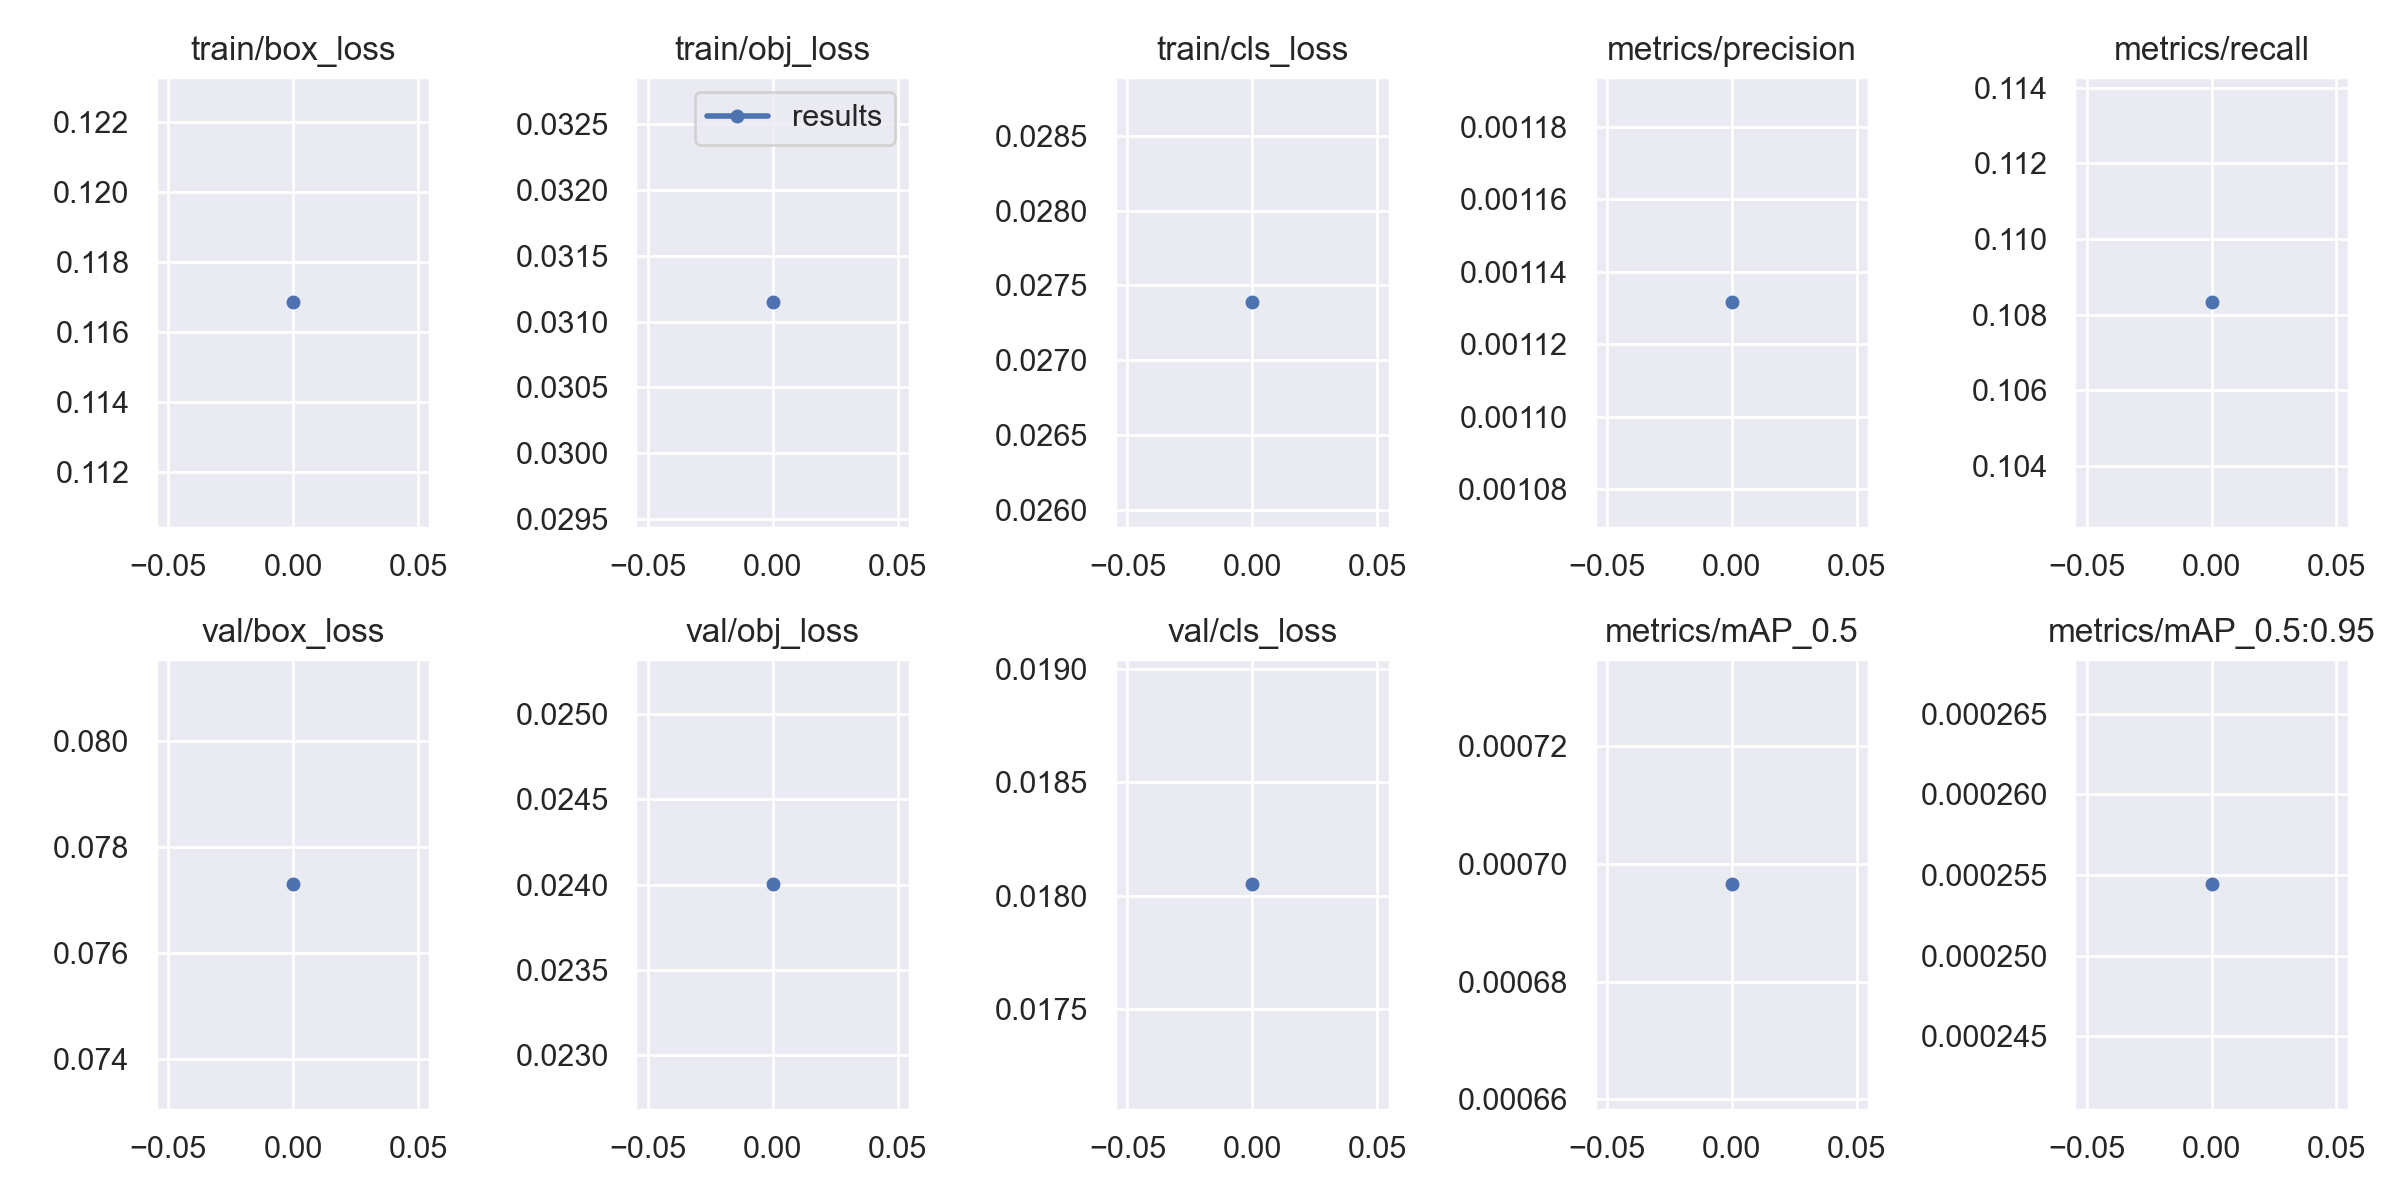 train/box_loss
0.122
0.120
0.118
0.116
0.114
0.112
−0.05 0.00 0.05
train/obj_loss
results
0.0325
0.0320
0.0315
0.0310
0.0305
0.0300
0.0295
−0.05 0.00 0.05
train/cls_loss
0.0285
0.0280
0.0275
0.0270
0.0265
0.0260
−0.05 0.00 0.05
metrics/precision
0.00118
0.00116
0.00114
0.00112
0.00110
0.00108
−0.05 0.00 0.05
metrics/recall
0.114
0.112
0.110
0.108
0.106
0.104
−0.05 0.00 0.05
val/box_loss
0.080
0.078
0.076
0.074
−0.05 0.00 0.05
val/obj_loss
0.0250
0.0245
0.0240
0.0235
0.0230
−0.05 0.00 0.05
val/cls_loss
0.0190
0.0185
0.0180
0.0175
−0.05 0.00 0.05
metrics/mAP_0.5
0.00072
0.00070
0.00068
0.00066
−0.05 0.00 0.05
metrics/mAP_0.5:0.95
0.000265
0.000260
0.000255
0.000250
0.000245
−0.05 0.00 0.05